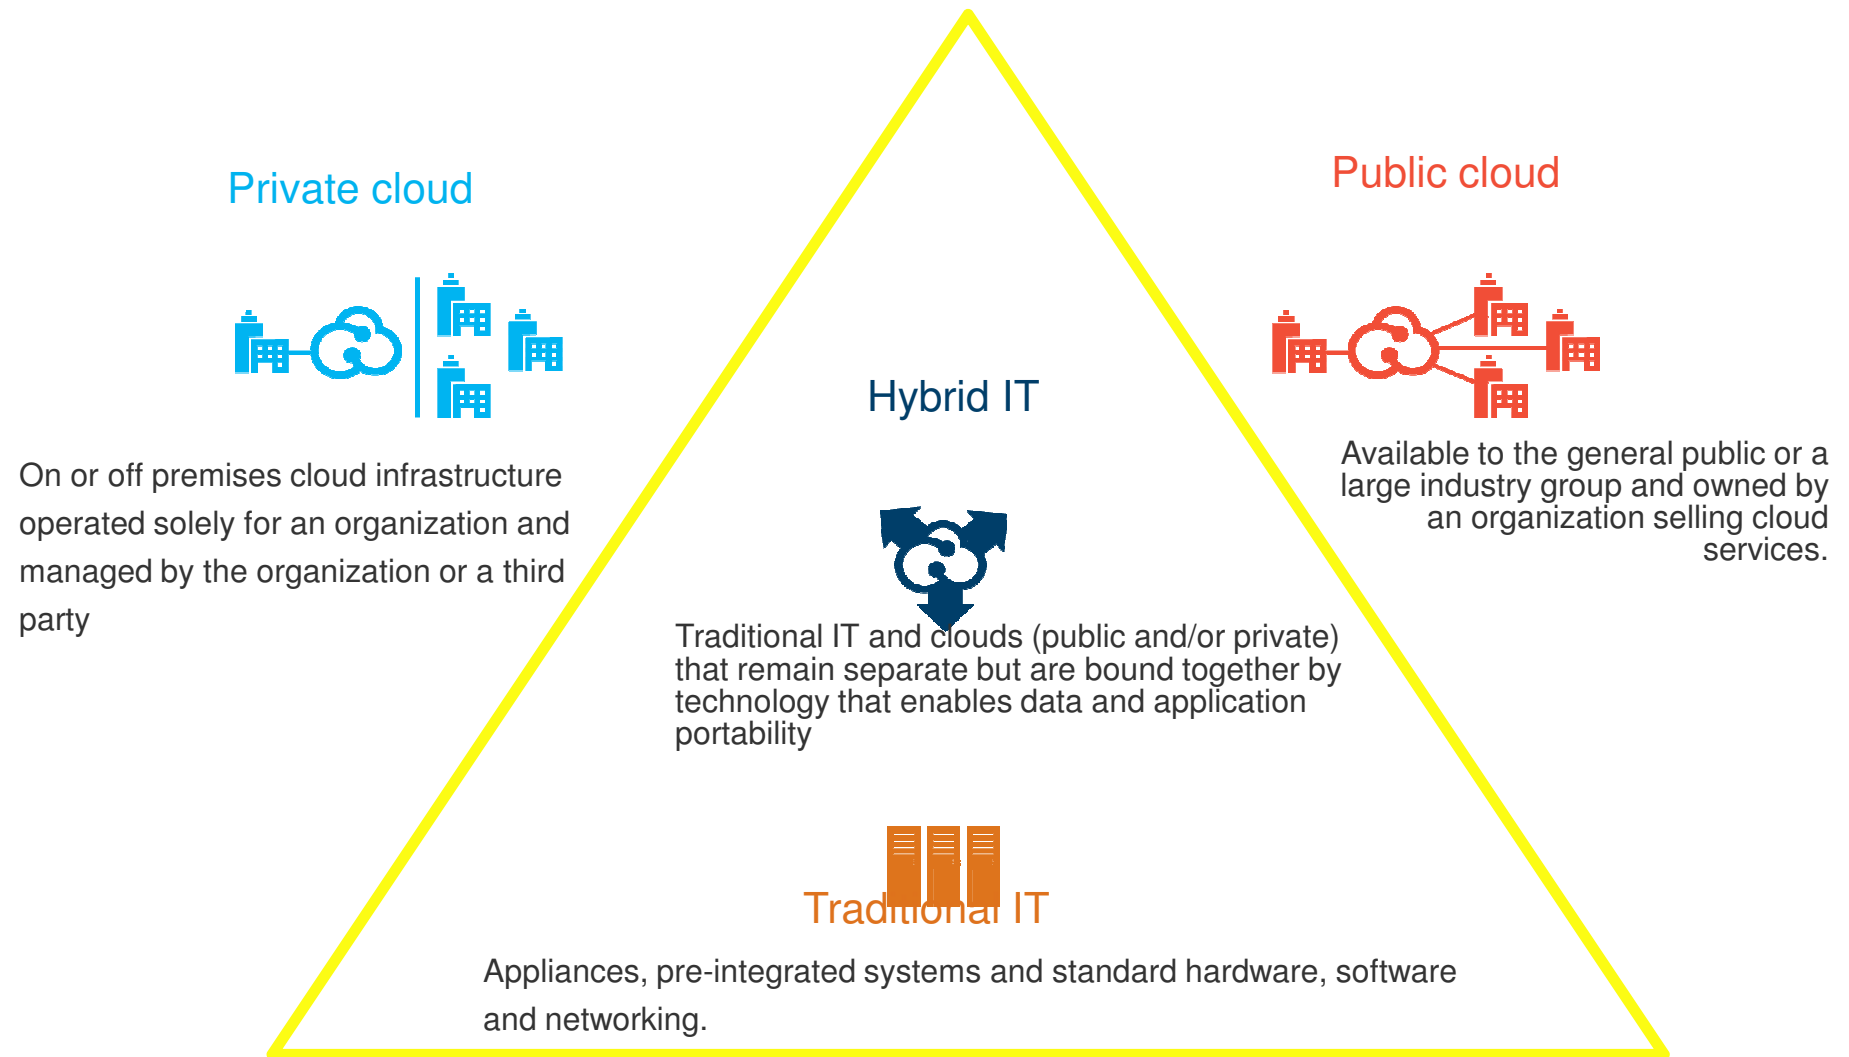 Private cloud
On or off premises cloud infrastructure
operated solely for an organization and
managed by the organization or a third
party
Public cloud
Available to the general public or a
large industry group and owned by
an organization selling cloud
services.
Hybrid IT
Traditional IT and clouds (public and/or private)
that remain separate but are bound together by
technology that enables data and application
portability
Traditional IT
Appliances, pre-integrated systems and standard hardware, software
and networking.